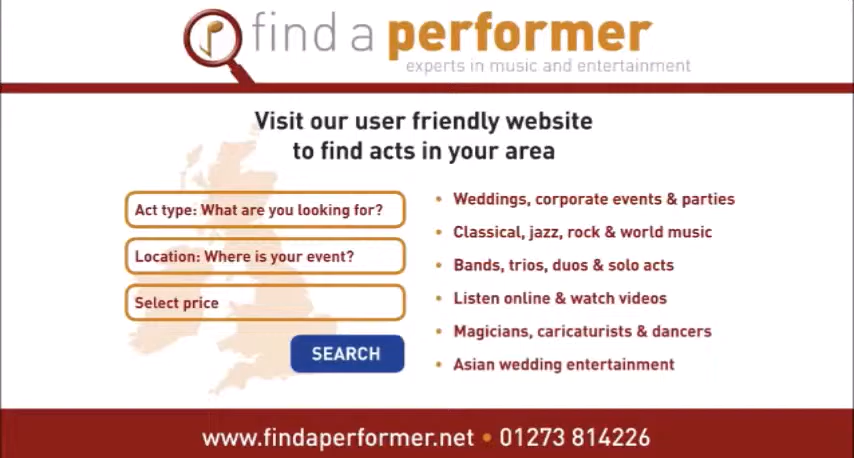 find a performer
experts in music and entertainment
Visit our user friendly website
to find acts in your area
Act type: What are you looking for?
Location: Where is your event?
Select price
SEARCH
• Weddings, corporate events & parties
• Classical, jazz, rock & world music
• Bands, trios, duos & solo acts
• Listen online & watch videos
• Magicians, caricaturists & dancers
• Asian wedding entertainment
www.findaperformer.net • 01273 814226